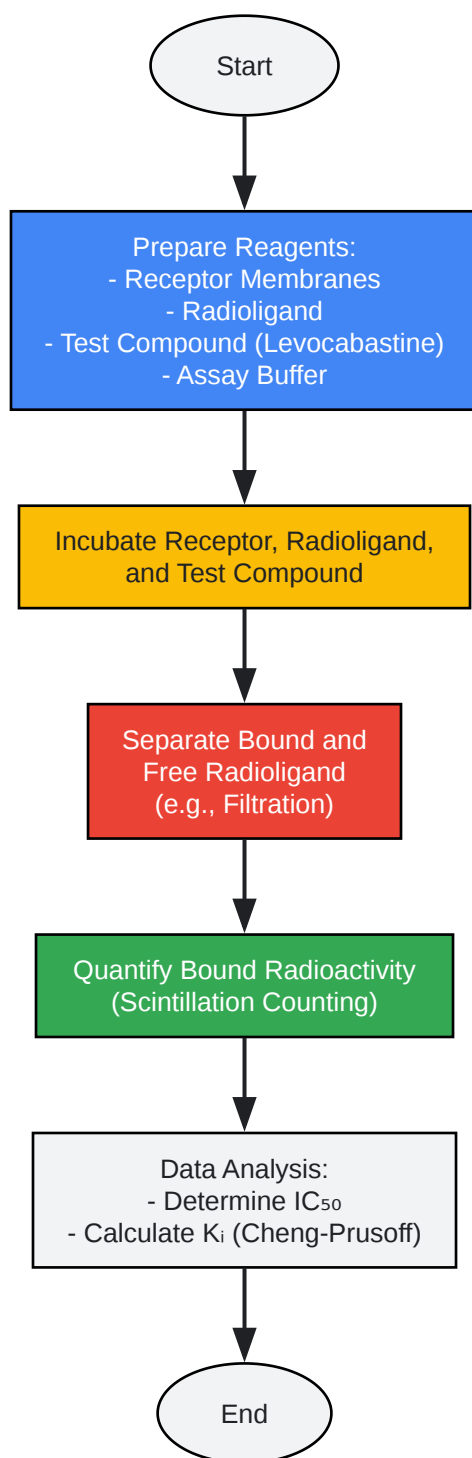 Start
Prepare Reagents:
- Receptor Membranes
- Radioligand
- Test Compound (Levocabastine)
- Assay Buffer
Incubate Receptor, Radioligand,
and Test Compound
Separate Bound and
Free Radioligand
(e.g., Filtration)
Quantify Bound Radioactivity
(Scintillation Counting)
Data Analysis:
- Determine IC₅₀
- Calculate Kᵢ (Cheng-Prusoff)
End